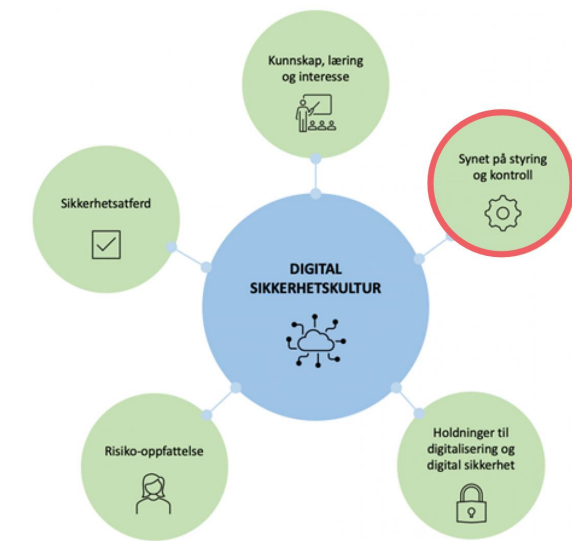 Kunnskap, læring
og interesse
Synet på styring
og kontroll
Sikkerhetsatferd
DIGITAL
SIKKERHETSKULTUR
Risiko-oppfattelse
Holdninger til
digitalisering og
digital sikkerhet